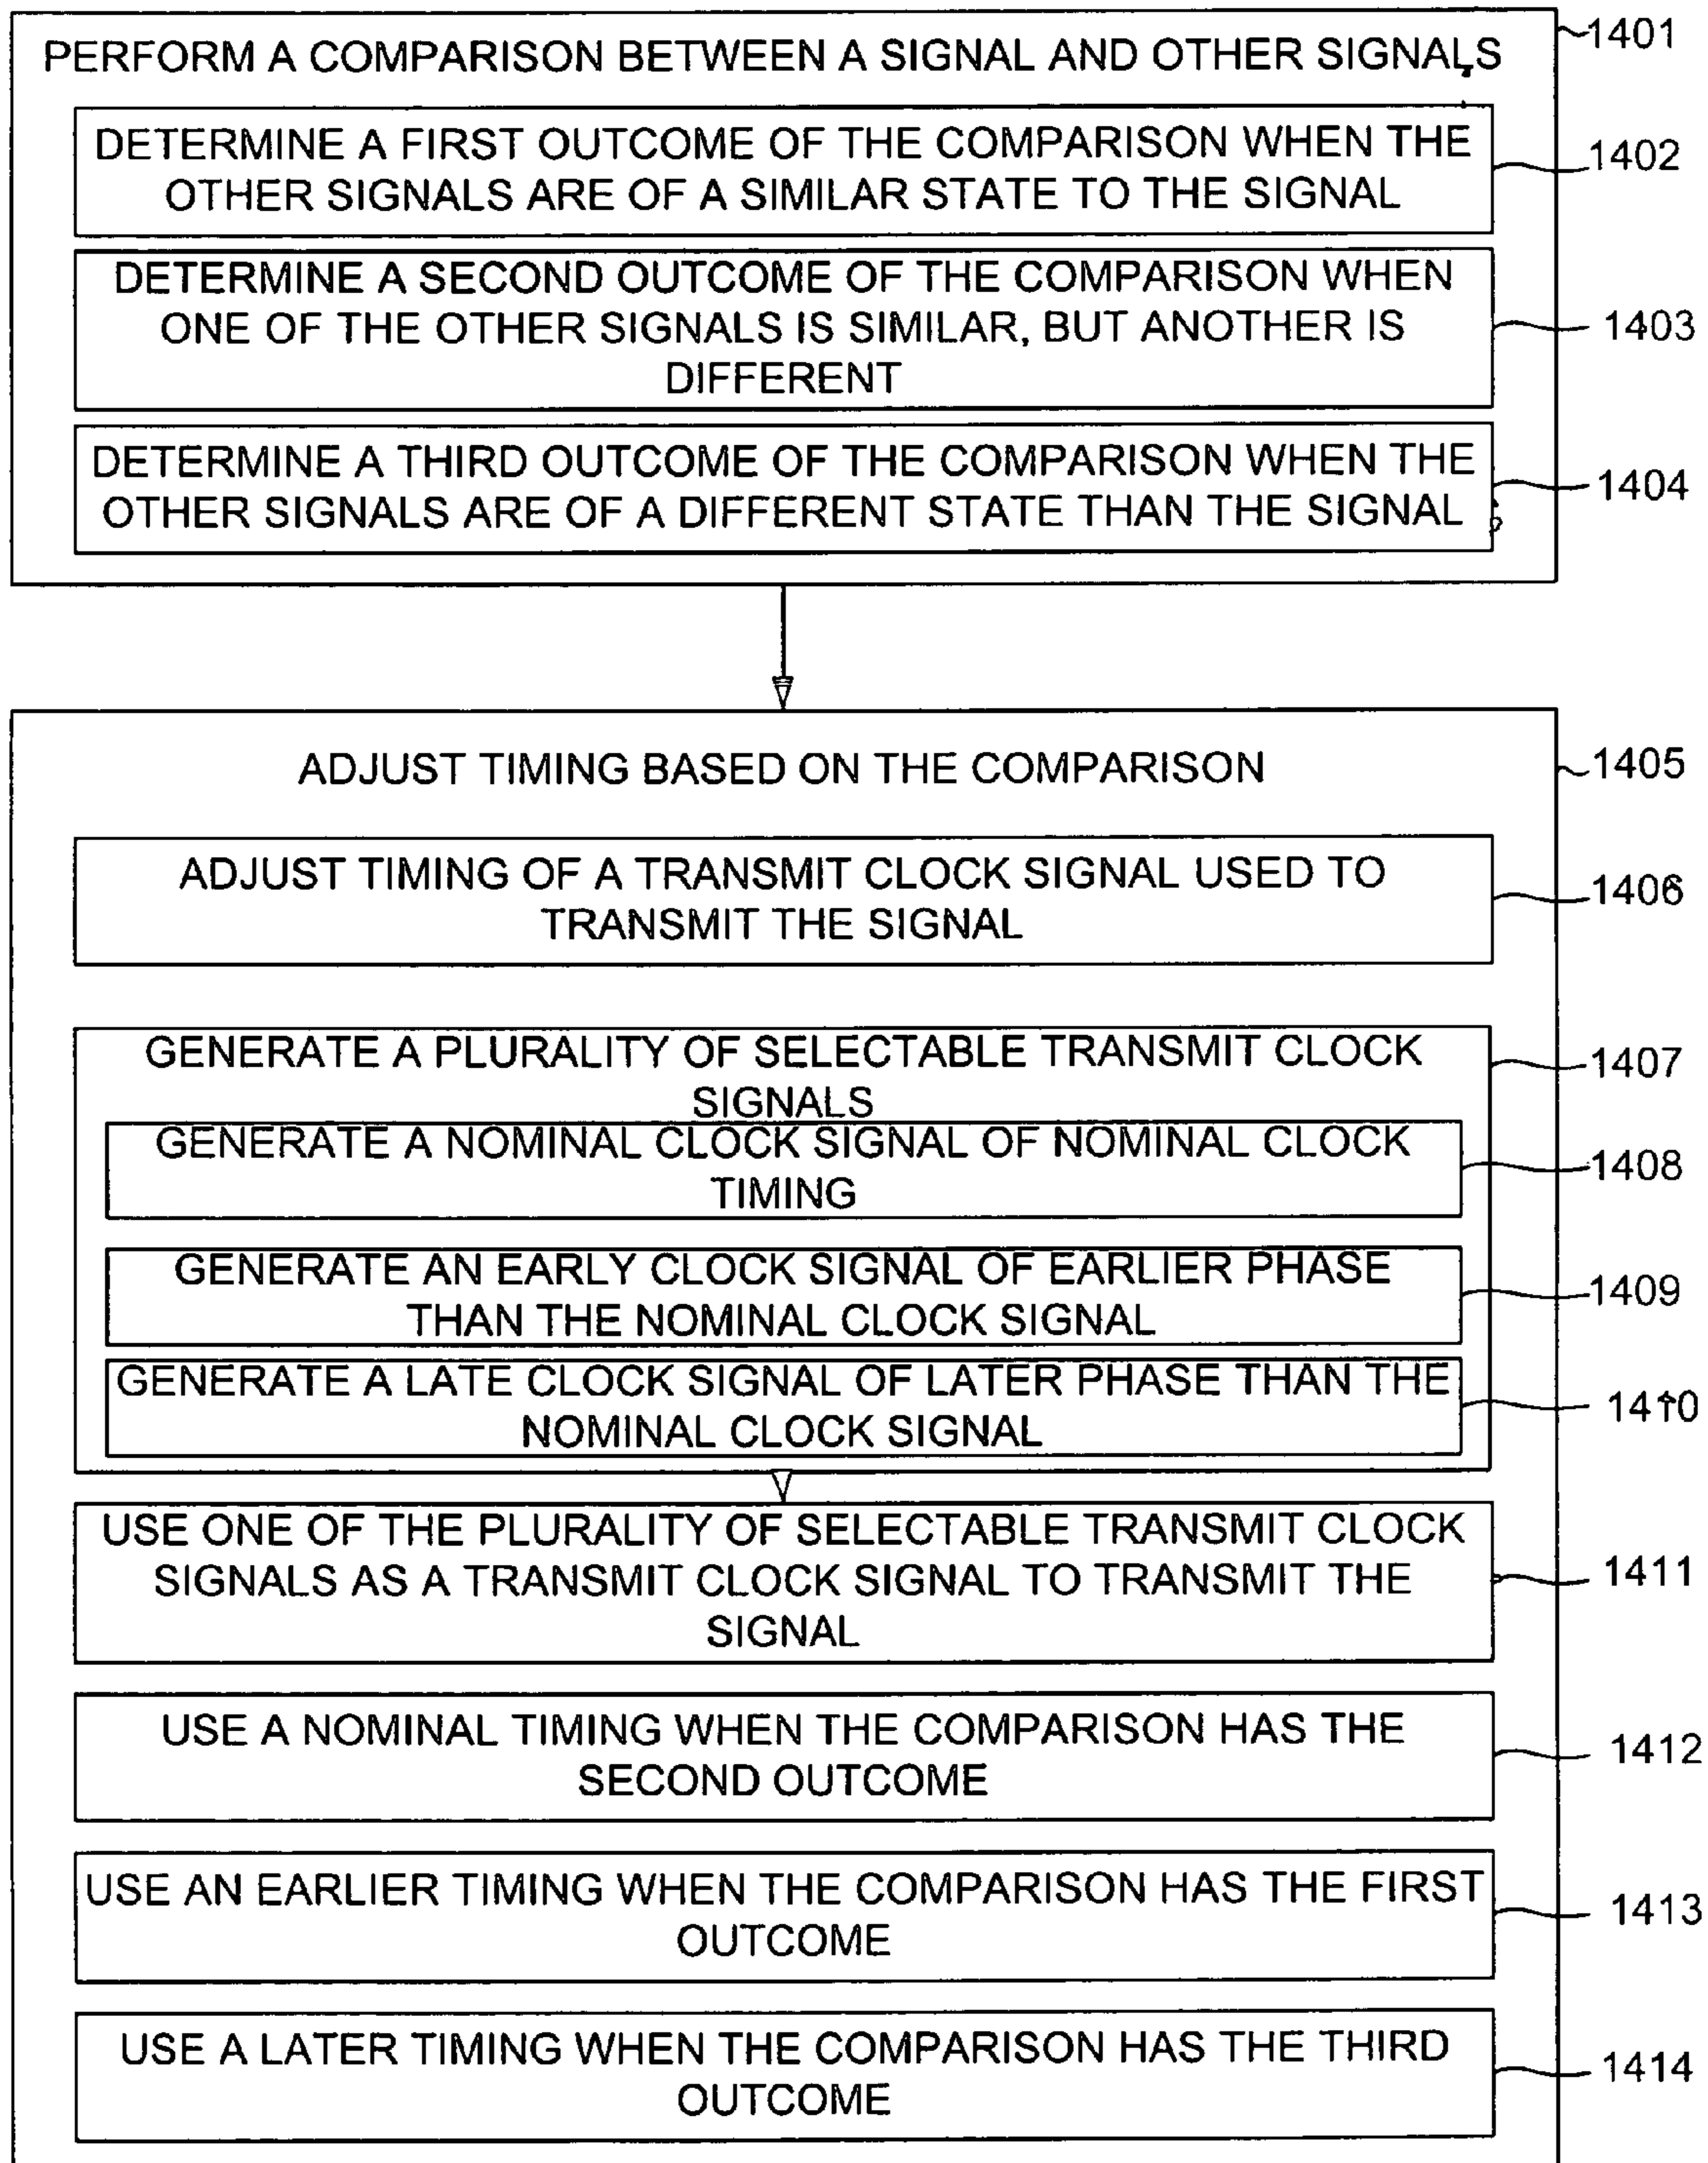 PERFORM A COMPARISON BETWEEN A SIGNAL AND OTHER SIGNALS
1401
DETERMINE A FIRST OUTCOME OF THE COMPARISON WHEN THE
OTHER SIGNALS ARE OF A SIMILAR STATE TO THE SIGNAL
1402
DETERMINE A SECOND OUTCOME OF THE COMPARISON WHEN
ONE OF THE OTHER SIGNALS IS SIMILAR, BUT ANOTHER IS
DIFFERENT
1403
DETERMINE A THIRD OUTCOME OF THE COMPARISON WHEN THE
OTHER SIGNALS ARE OF A DIFFERENT STATE THAN THE SIGNAL
1404
ADJUST TIMING BASED ON THE COMPARISON
1405
ADJUST TIMING OF A TRANSMIT CLOCK SIGNAL USED TO
TRANSMIT THE SIGNAL
1406
GENERATE A PLURALITY OF SELECTABLE TRANSMIT CLOCK
SIGNALS
1407
GENERATE A NOMINAL CLOCK SIGNAL OF NOMINAL CLOCK
TIMING
1408
GENERATE AN EARLY CLOCK SIGNAL OF EARLIER PHASE
THAN THE NOMINAL CLOCK SIGNAL
1409
GENERATE A LATE CLOCK SIGNAL OF LATER PHASE THAN THE
NOMINAL CLOCK SIGNAL
1410
USE ONE OF THE PLURALITY OF SELECTABLE TRANSMIT CLOCK
SIGNALS AS A TRANSMIT CLOCK SIGNAL TO TRANSMIT THE
SIGNAL
1411
USE A NOMINAL TIMING WHEN THE COMPARISON HAS THE
SECOND OUTCOME
1412
USE AN EARLIER TIMING WHEN THE COMPARISON HAS THE FIRST
OUTCOME
1413
USE A LATER TIMING WHEN THE COMPARISON HAS THE THIRD
OUTCOME
1414